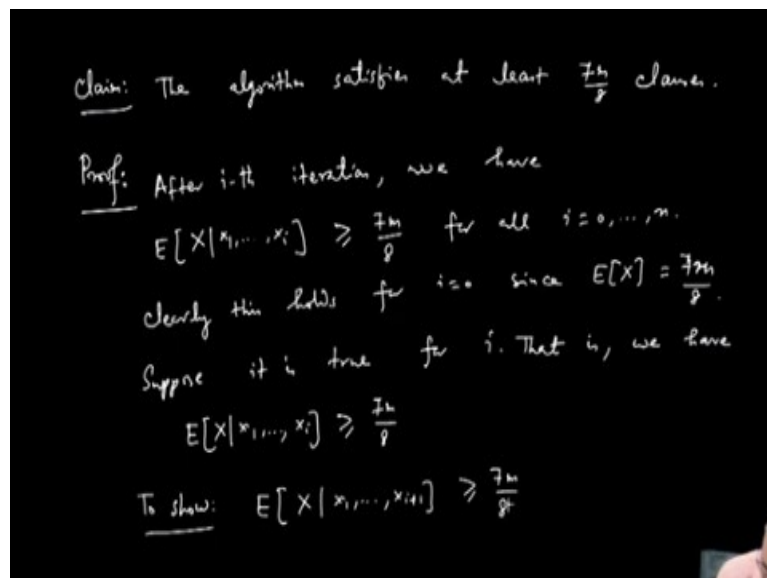 Claim: The algorithm satisfies at least 7m/8 clauses.
Proof: After i-th iteration, we have
E[X|x₁,...,xᵢ] ≥ 7m/8 for all i=0,...,n.
clearly this holds for i=0 since E[X] = 7m/8.
Suppose it is true for i. That is, we have
E[X|x₁,...,xᵢ] ≥ 7m/8
To show: E[X|x₁,...,xᵢ₊₁] ≥ 7m/8